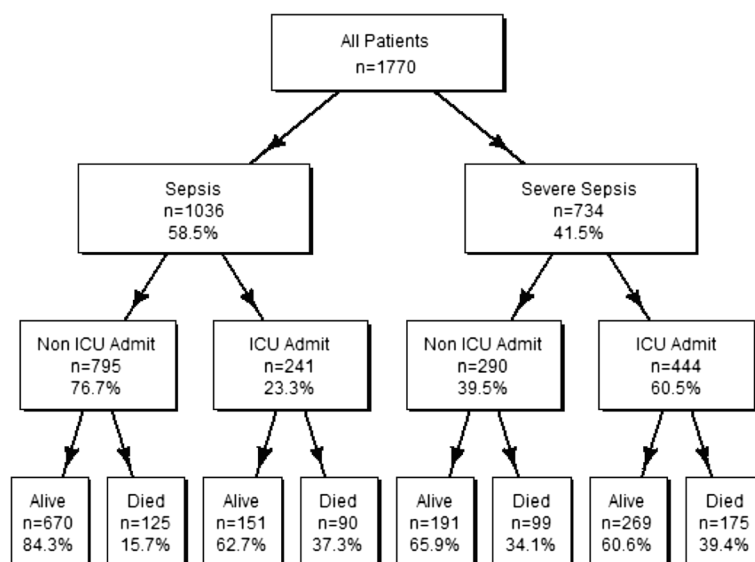 All Patients
n=1770
Sepsis
n=1036
58.5%
Severe Sepsis
n=734
41.5%
Non ICU Admit
n=795
76.7%
ICU Admit
n=241
23.3%
Non ICU Admit
n=290
39.5%
ICU Admit
n=444
60.5%
Alive
n=670
84.3%
Died
n=125
15.7%
Alive
n=151
62.7%
Died
n=90
37.3%
Alive
n=191
65.9%
Died
n=99
34.1%
Alive
n=269
60.6%
Died
n=175
39.4%